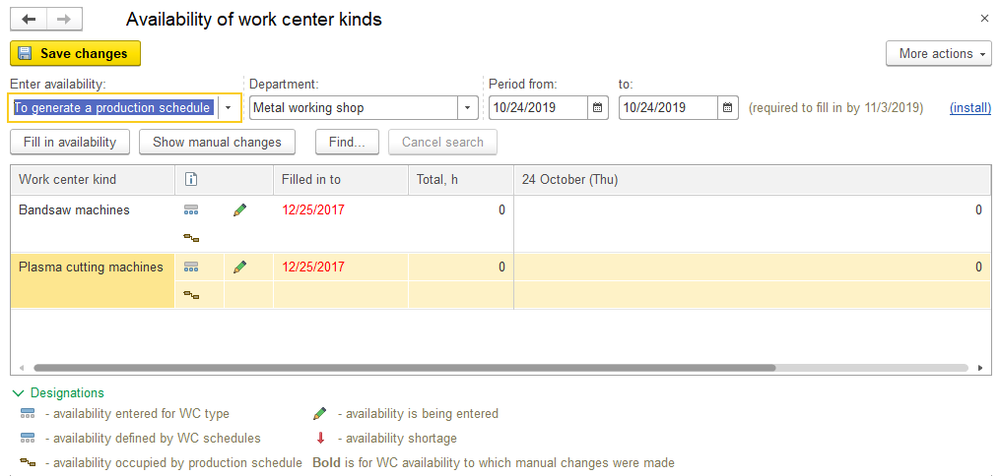 Availability of work center kinds
Save changes
More actions
Enter availability: Department: Period from: to:
To generate a production schedule Metal working shop 10/24/2019 10/24/2019 (required to fill in by 11/3/2019) (install)
Fill in availability Show manual changes Find... Cancel search
Work center kind Filled in to Total, h 24 October (Thu)
Bandsaw machines 12/25/2017 0 0
Plasma cutting machines 12/25/2017 0 0
Designations
- availability entered for WC type - availability is being entered
- availability defined by WC schedules - availability shortage
- availability occupied by production schedule Bold is for WC availability to which manual changes were made